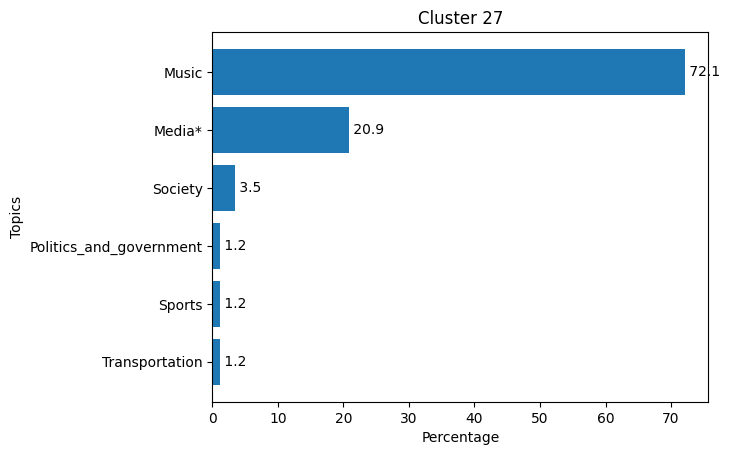 Cluster 27
Music 72.1
Media* 20.9
Society 3.5
Politics_and_government 1.2
Sports 1.2
Transportation 1.2
Topics
0 10 20 30 40 50 60 70
Percentage